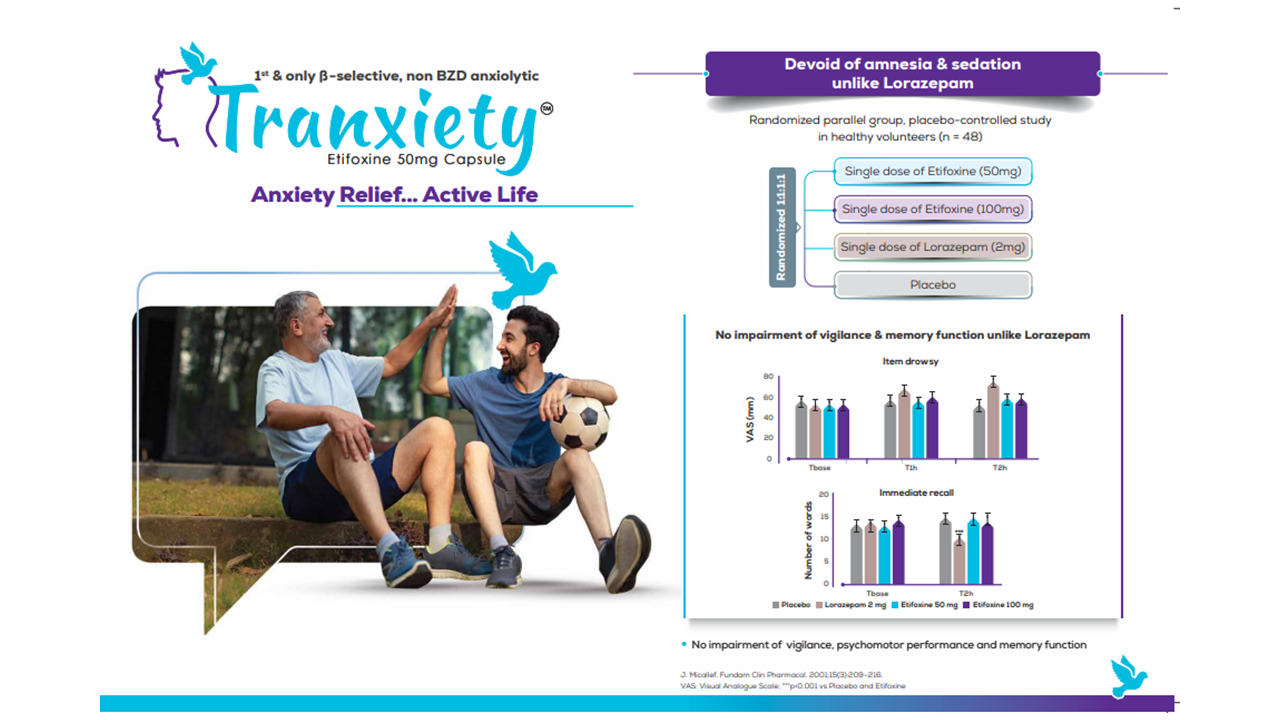 1st & only β-selective, non BZD anxiolytic
Tranxiety TM
Etifoxine 50mg Capsule
Anxiety Relief... Active Life
Devoid of amnesia & sedation
unlike Lorazepam
Randomized parallel group, placebo-controlled study
in healthy volunteers (n = 48)
Randomized 1:1:1:1
Single dose of Etifoxine (50mg)
Single dose of Etifoxine (100mg)
Single dose of Lorazepam (2mg)
Placebo
No impairment of vigilance & memory function unlike Lorazepam
Item drowsy
VAS (mm)
80
60
40
20
0
Tbase T1h T2h
Immediate recall
Number of words
20
15
10
5
0
***
Tbase T2h
Placebo Lorazepam 2 mg Etifoxine 50 mg Etifoxine 100 mg
• No impairment of vigilance, psychomotor performance and memory function
J. Micallef. Fundam Clin Pharmacol. 2001;15(3):209–216.
VAS: Visual Analogue Scale; ***p<0.001 vs Placebo and Etifoxine